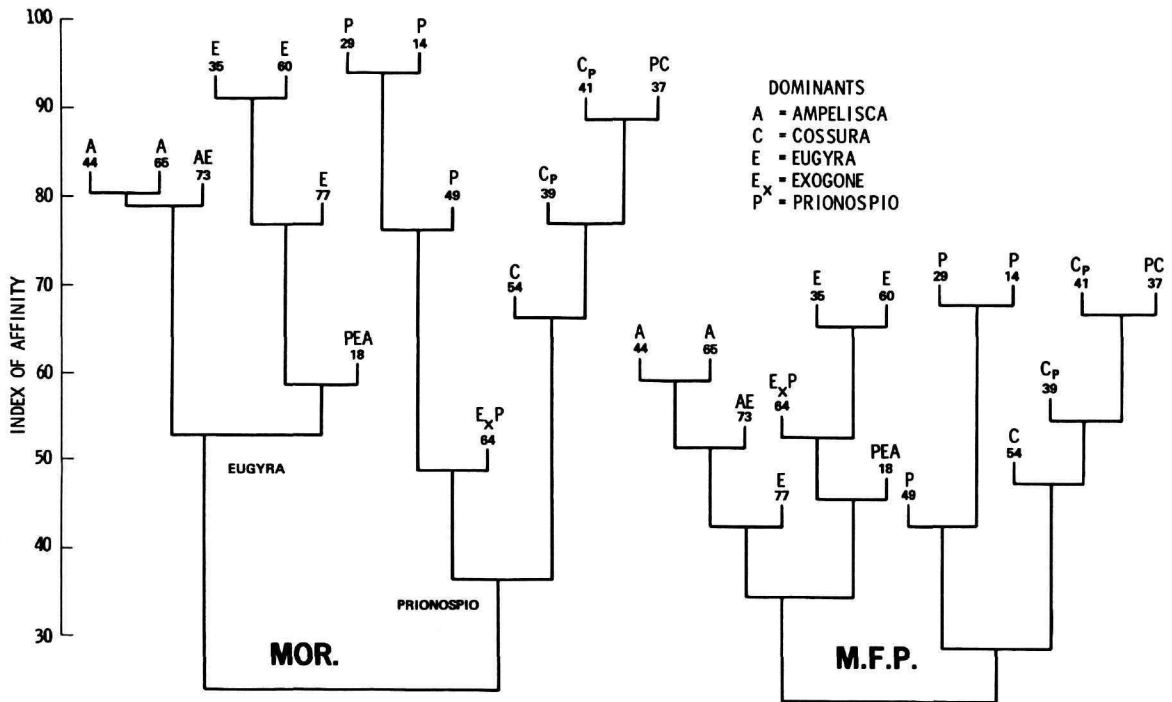 100
90
80
70
60
50
40
30
INDEX OF AFFINITY
A
44
A
65
AE
73
E
35
E
60
E
77
PEA
18
EUGYRA
P
29
P
14
P
49
EXP
64
PRIONOSPIO
C
54
CP
39
CP
41
PC
37
MOR.
DOMINANTS
A = AMPELISCA
C = COSSURA
E = EUGYRA
EX = EXOGONE
P = PRIONOSPIO
A
44
A
65
AE
73
E
77
EXP
64
E
35
E
60
PEA
18
P
49
P
29
P
14
C
54
CP
39
CP
41
PC
37
M.F.P.